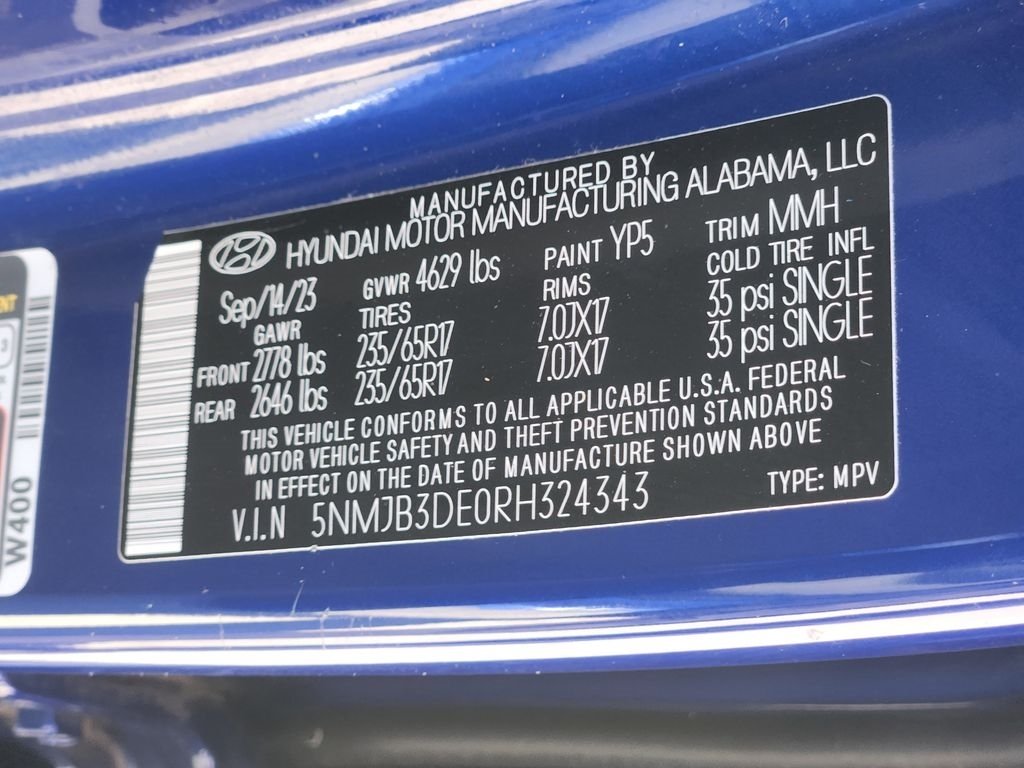 MANUFACTURED BY
HYUNDAI MOTOR MANUFACTURING ALABAMA, LLC
Sep/14/23 GVWR 4629 lbs PAINT YP5 TRIM MMH
GAWR TIRES RIMS COLD TIRE INFL
FRONT 2778 lbs 235/65R17 7.0JX17 35 psi SINGLE
REAR 2646 lbs 235/65R17 7.0JX17 35 psi SINGLE
THIS VEHICLE CONFORMS TO ALL APPLICABLE U.S.A. FEDERAL
MOTOR VEHICLE SAFETY AND THEFT PREVENTION STANDARDS
IN EFFECT ON THE DATE OF MANUFACTURE SHOWN ABOVE
V.I.N 5NMJB3DE0RH324343 TYPE: MPV
W400